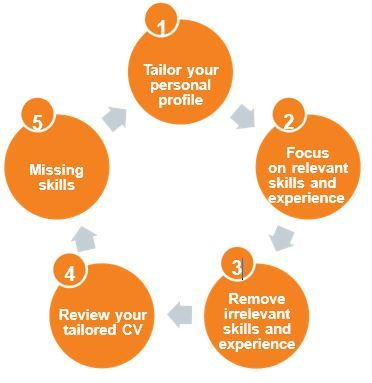 1
Tailor your
personal
profile
2
Focus
on relevant
skills and
experience
3
Remove
irrelevant
skills and
experience
4
Review your
tailored CV
5
Missing
skills